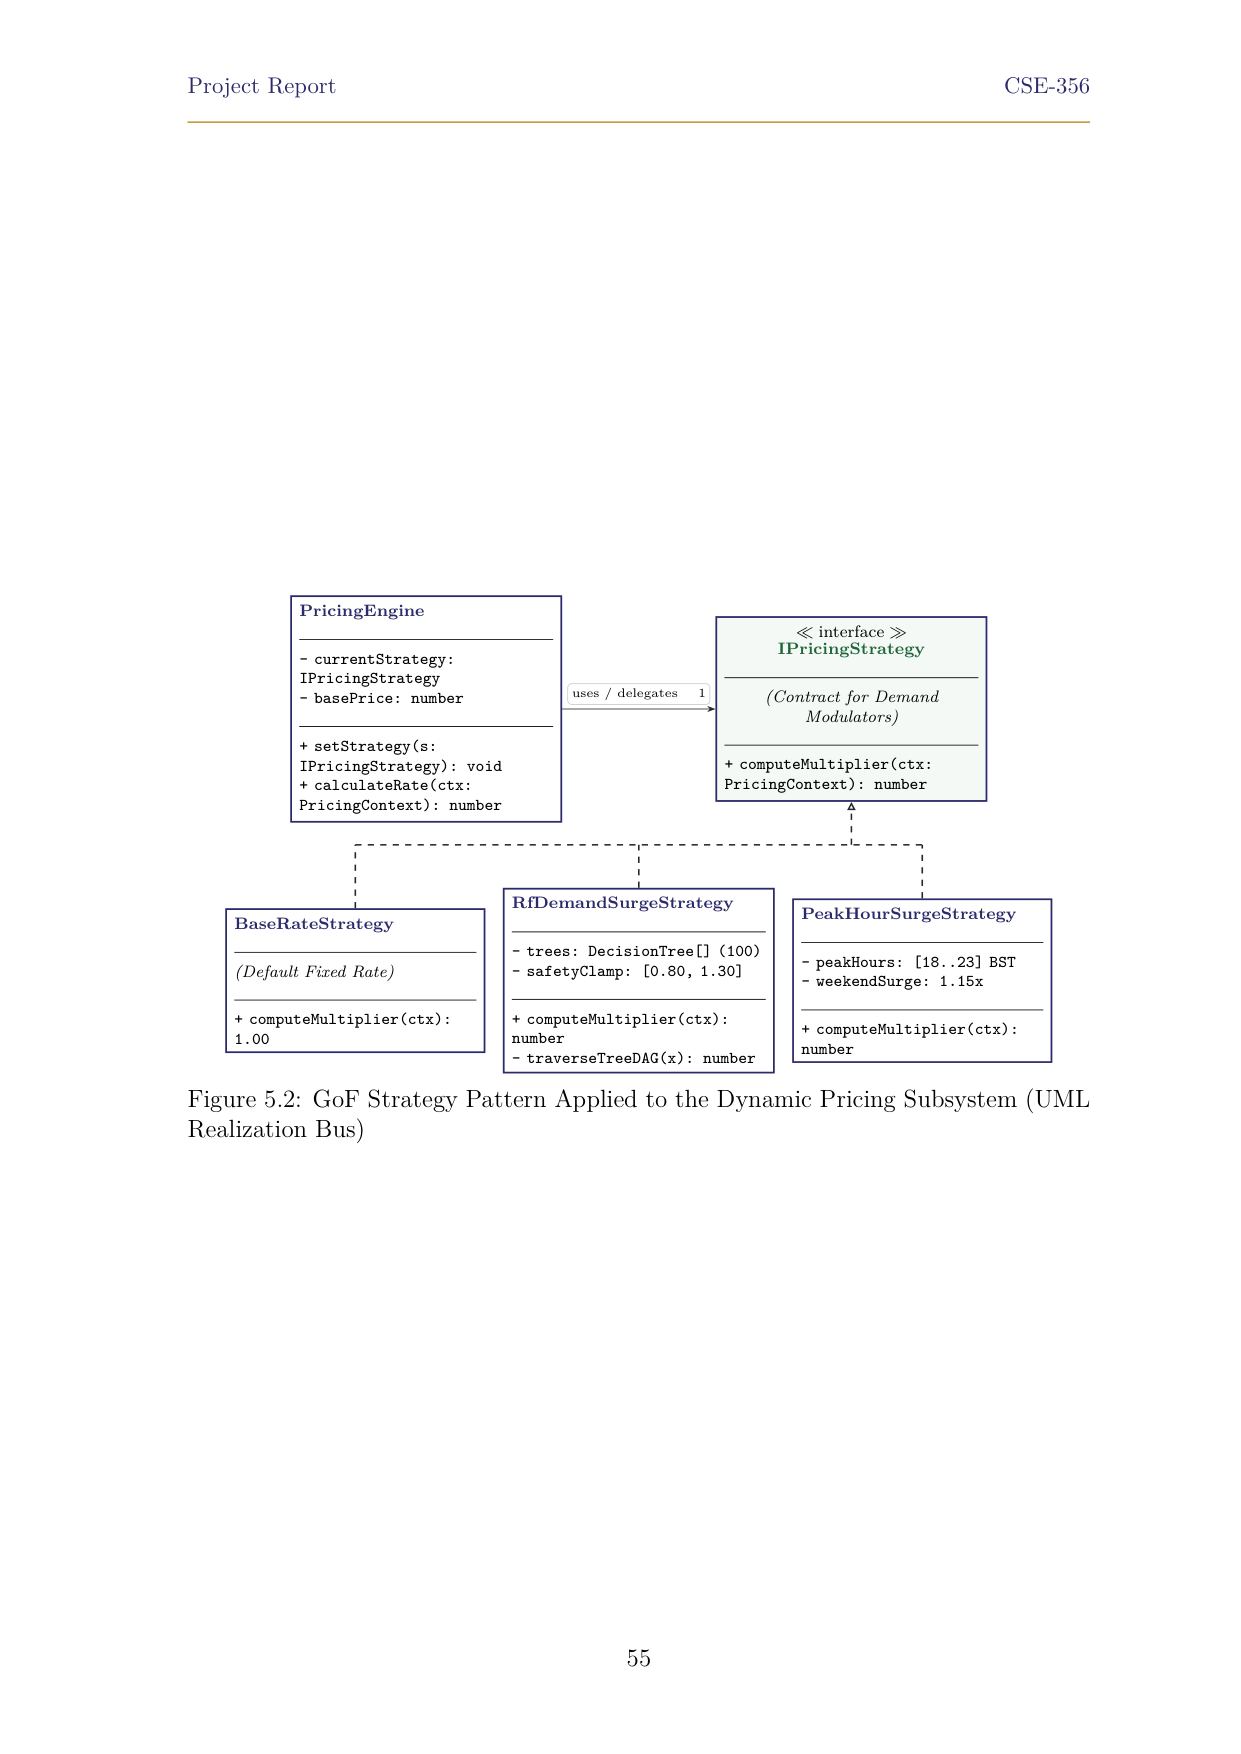 Project Report CSE-356
PricingEngine
- currentStrategy:
IPricingStrategy
- basePrice: number
+ setStrategy(s:
IPricingStrategy): void
+ calculateRate(ctx:
PricingContext): number
uses / delegates 1
≪ interface ≫
IPricingStrategy
(Contract for Demand
Modulators)
+ computeMultiplier(ctx:
PricingContext): number
BaseRateStrategy
(Default Fixed Rate)
+ computeMultiplier(ctx):
1.00
RfDemandSurgeStrategy
- trees: DecisionTree[] (100)
- safetyClamp: [0.80, 1.30]
+ computeMultiplier(ctx):
number
- traverseTreeDAG(x): number
PeakHourSurgeStrategy
- peakHours: [18..23] BST
- weekendSurge: 1.15x
+ computeMultiplier(ctx):
number
Figure 5.2: GoF Strategy Pattern Applied to the Dynamic Pricing Subsystem (UML
Realization Bus)
55